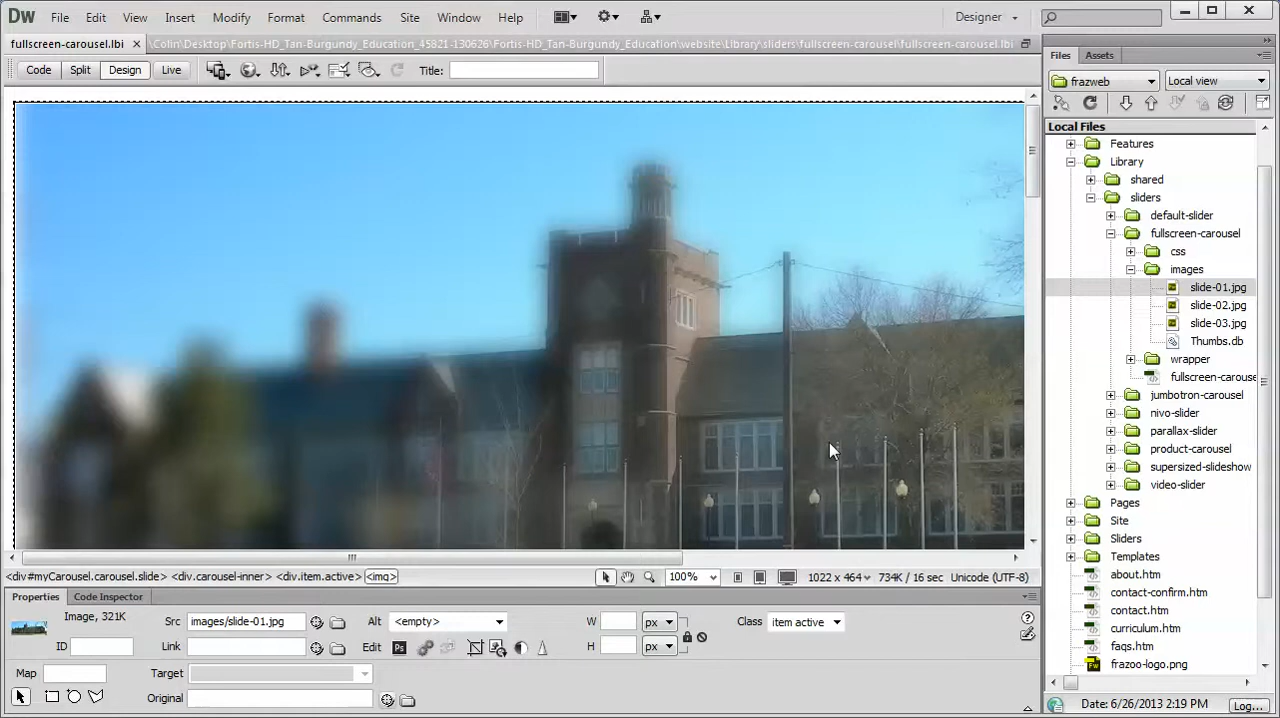 Dw File Edit View Insert Modify Format Commands Site Window Help Designer
fullscreen-carousel.lbi \Colin\Desktop\Fortis-HD_Tan-Burgundy_Education_45821-130626\Fortis-HD_Tan-Burgundy_Education\website\Library\sliders\fullscreen-carousel\fullscreen-carousel.lbi
Code Split Design Live Title:
Files Assets
frazweb Local view
Local Files
Features
Library
shared
sliders
default-slider
fullscreen-carousel
css
images
slide-01.jpg
slide-02.jpg
slide-03.jpg
Thumbs.db
wrapper
fullscreen-carouse
jumbotron-carousel
nivo-slider
parallax-slider
product-carousel
supersized-slideshow
video-slider
Pages
Site
Sliders
Templates
about.htm
contact-confirm.htm
contact.htm
curriculum.htm
faqs.htm
frazoo-logo.png
Date: 6/26/2013 2:19 PM Log...
<div#myCarousel.carousel.slide> <div.carousel-inner> <div.item.active> <img> 100% 1022 x 464 734K / 16 sec Unicode (UTF-8)
Properties Code Inspector
Image, 321K Src images/slide-01.jpg Alt <empty> W px Class item active
ID Link Edit Ps H px
Map Target
Original